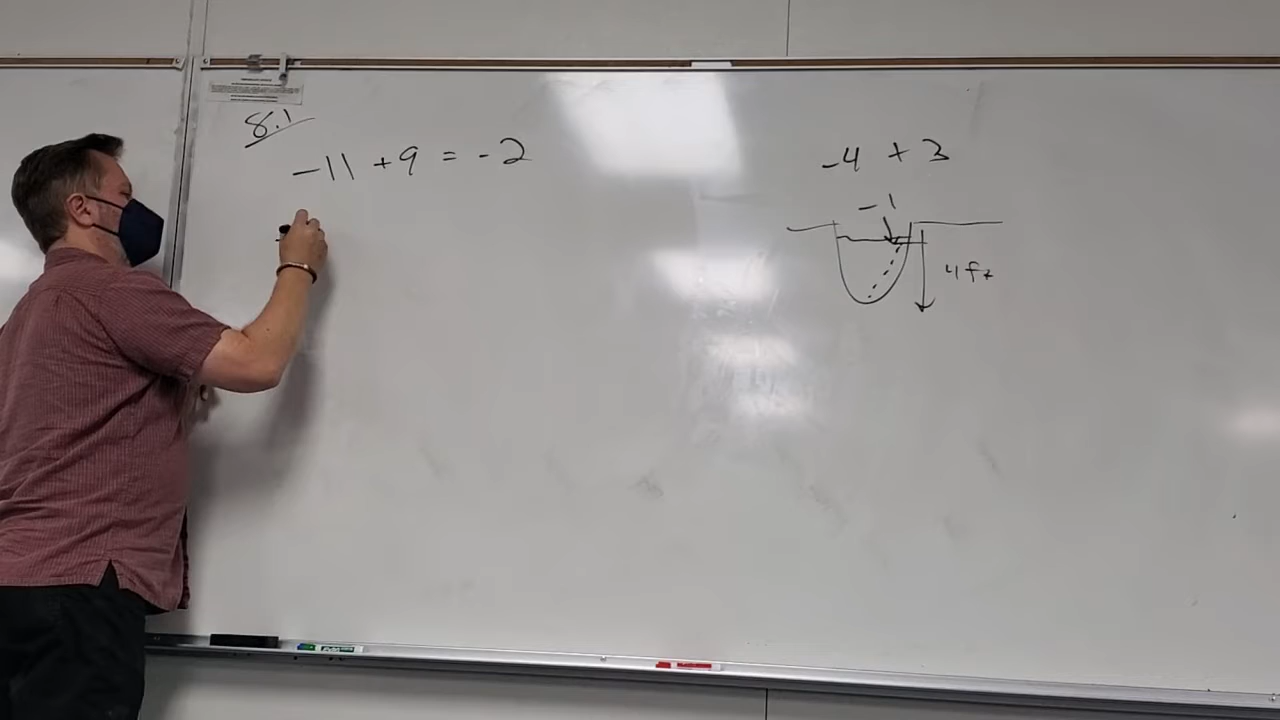 8.1
-11 + 9 = -2
-4 + 3
-1
4 ft